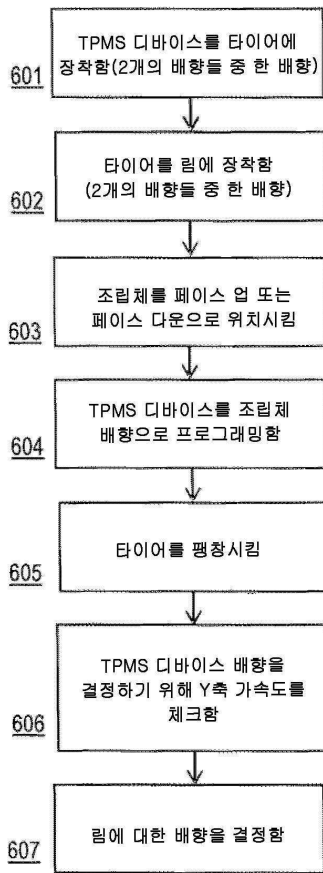 TPMS 디바이스를 타이어에
장착함(2개의 배향들 중 한 배향)
601
타이어를 림에 장착함
(2개의 배향들 중 한 배향)
602
조립체를 페이스 업 또는
페이스 다운으로 위치시킴
603
TPMS 디바이스를 조립체
배향으로 프로그래밍함
604
타이어를 팽창시킴
605
TPMS 디바이스 배향을
결정하기 위해 Y축 가속도를
체크함
606
림에 대한 배향을 결정함
607